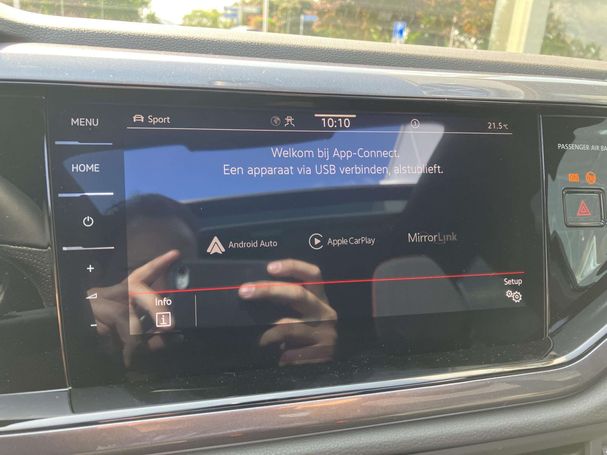 MENU
Sport
10:10
21.5°C
PASSENGER AIR BA
HOME
Welkom bij App-Connect.
Een apparaat via USB verbinden, alstublieft.
Android Auto
Apple CarPlay
MirrorLink
+
−
Info
Setup